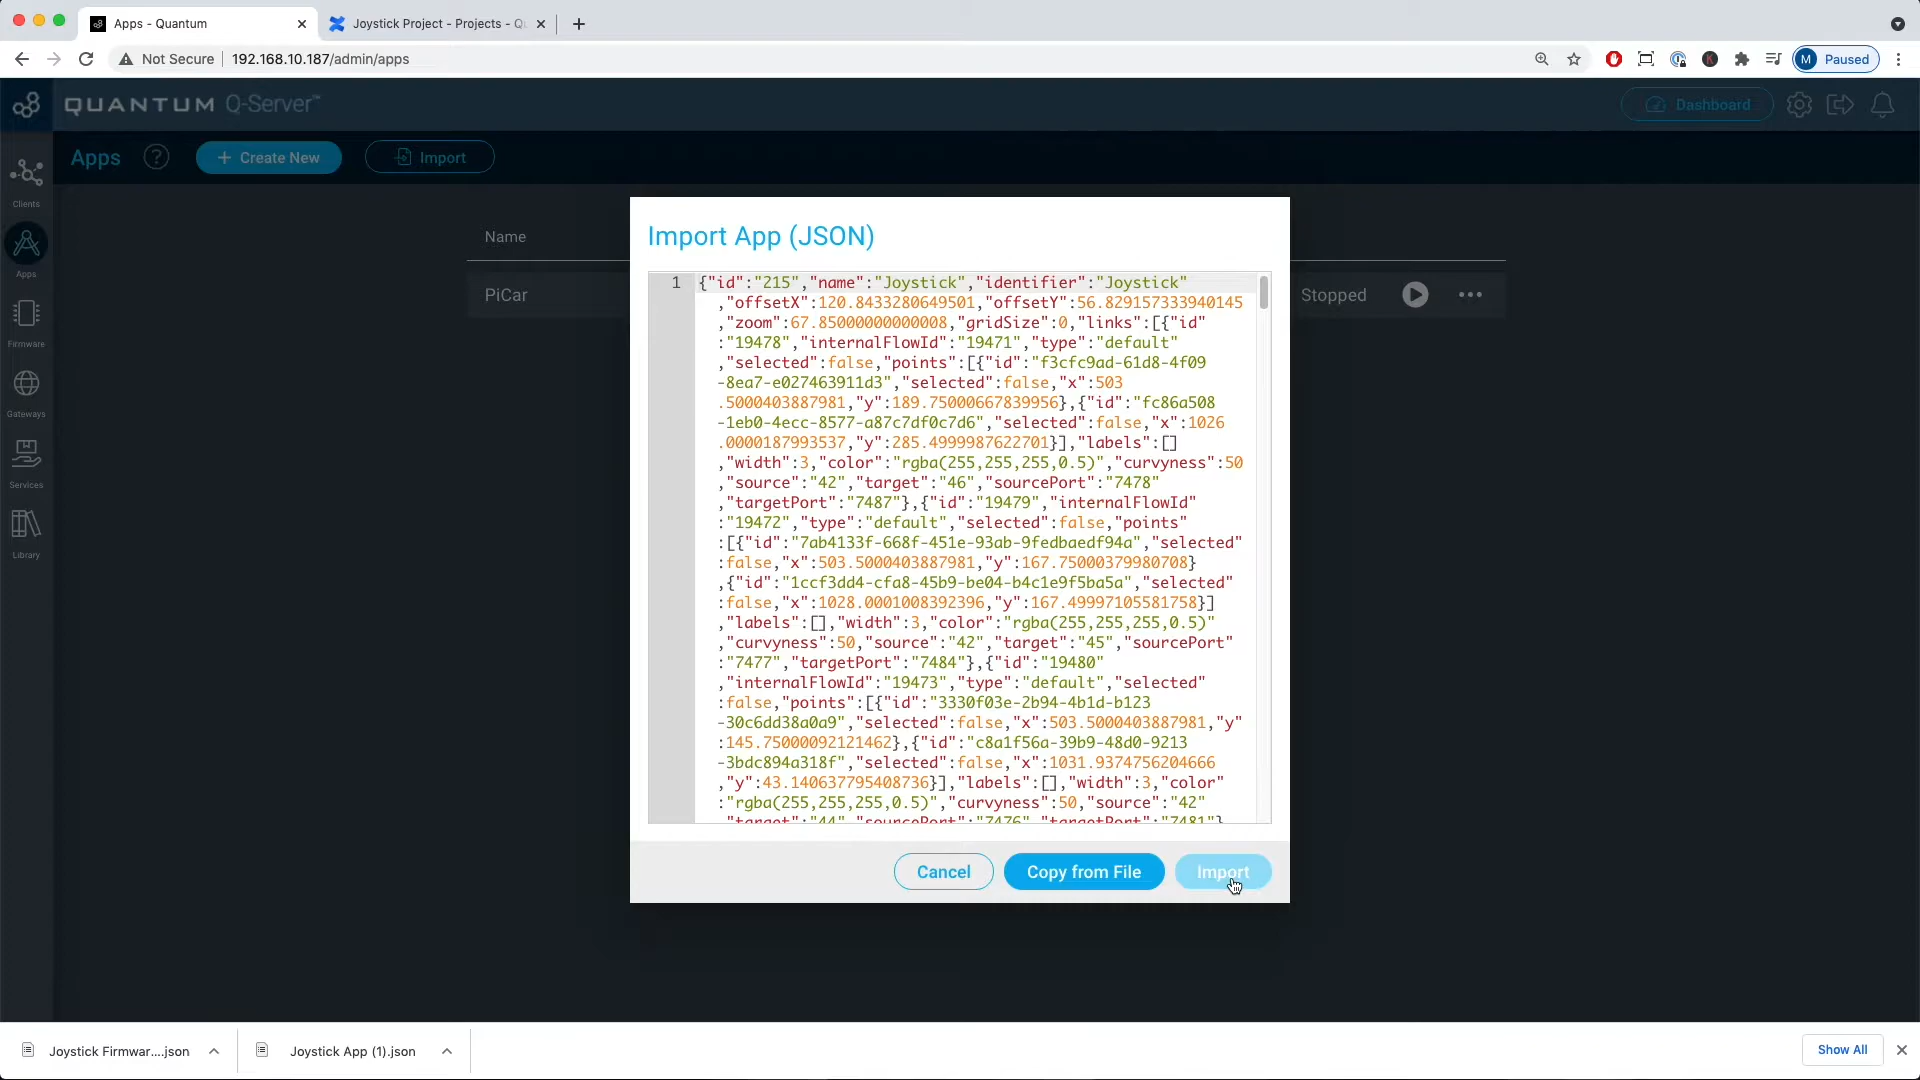 Apps - Quantum
Joystick Project - Projects - Q
Not Secure
192.168.10.187/admin/apps
M
Paused
QUANTUM Q-Server™
Dashboard
Apps
?
+ Create New
Import
Clients
Apps
Firmware
Gateways
Services
Library
Name
PiCar
Stopped
Import App (JSON)
1
{"id":"215","name":"Joystick","identifier":"Joystick"
,"offsetX":120.8433280649501,"offsetY":56.829157333940145
,"zoom":67.85000000000008,"gridSize":0,"links":[{"id"
:"19478","internalFlowId":"19471","type":"default"
,"selected":false,"points":[{"id":"f3cfc9ad-61d8-4f09
-8ea7-e027463911d3","selected":false,"x":503
.5000403887981,"y":189.75000667839956},{"id":"fc86a508
-1eb0-4ecc-8577-a87c7df0c7d6","selected":false,"x":1026
.0000187993537,"y":285.4999987622701}],"labels":[]
,"width":3,"color":"rgba(255,255,255,0.5)","curvyness":50
,"source":"42","target":"46","sourcePort":"7478"
,"targetPort":"7487"},{"id":"19479","internalFlowId"
:"19472","type":"default","selected":false,"points"
:[{"id":"7ab4133f-668f-451e-93ab-9fedbaedf94a","selected"
:false,"x":503.5000403887981,"y":167.75000379980708}
,{"id":"1ccf3dd4-cfa8-45b9-be04-b4c1e9f5ba5a","selected"
:false,"x":1028.0001008392396,"y":167.49997105581758}]
,"labels":[],"width":3,"color":"rgba(255,255,255,0.5)"
,"curvyness":50,"source":"42","target":"45","sourcePort"
:"7477","targetPort":"7484"},{"id":"19480"
,"internalFlowId":"19473","type":"default","selected"
:false,"points":[{"id":"3330f03e-2b94-4b1d-b123
-30c6dd38a0a9","selected":false,"x":503.5000403887981,"y"
:145.75000092121462},{"id":"c8a1f56a-39b9-48d0-9213
-3bdc894a318f","selected":false,"x":1031.9374756204666
,"y":43.140637795408736}],"labels":[],"width":3,"color"
:"rgba(255,255,255,0.5)","curvyness":50,"source":"42"
,"target":"44","sourcePort":"7476","targetPort":"7481"}
Cancel
Copy from File
Import
Joystick Firmwar....json
Joystick App (1).json
Show All